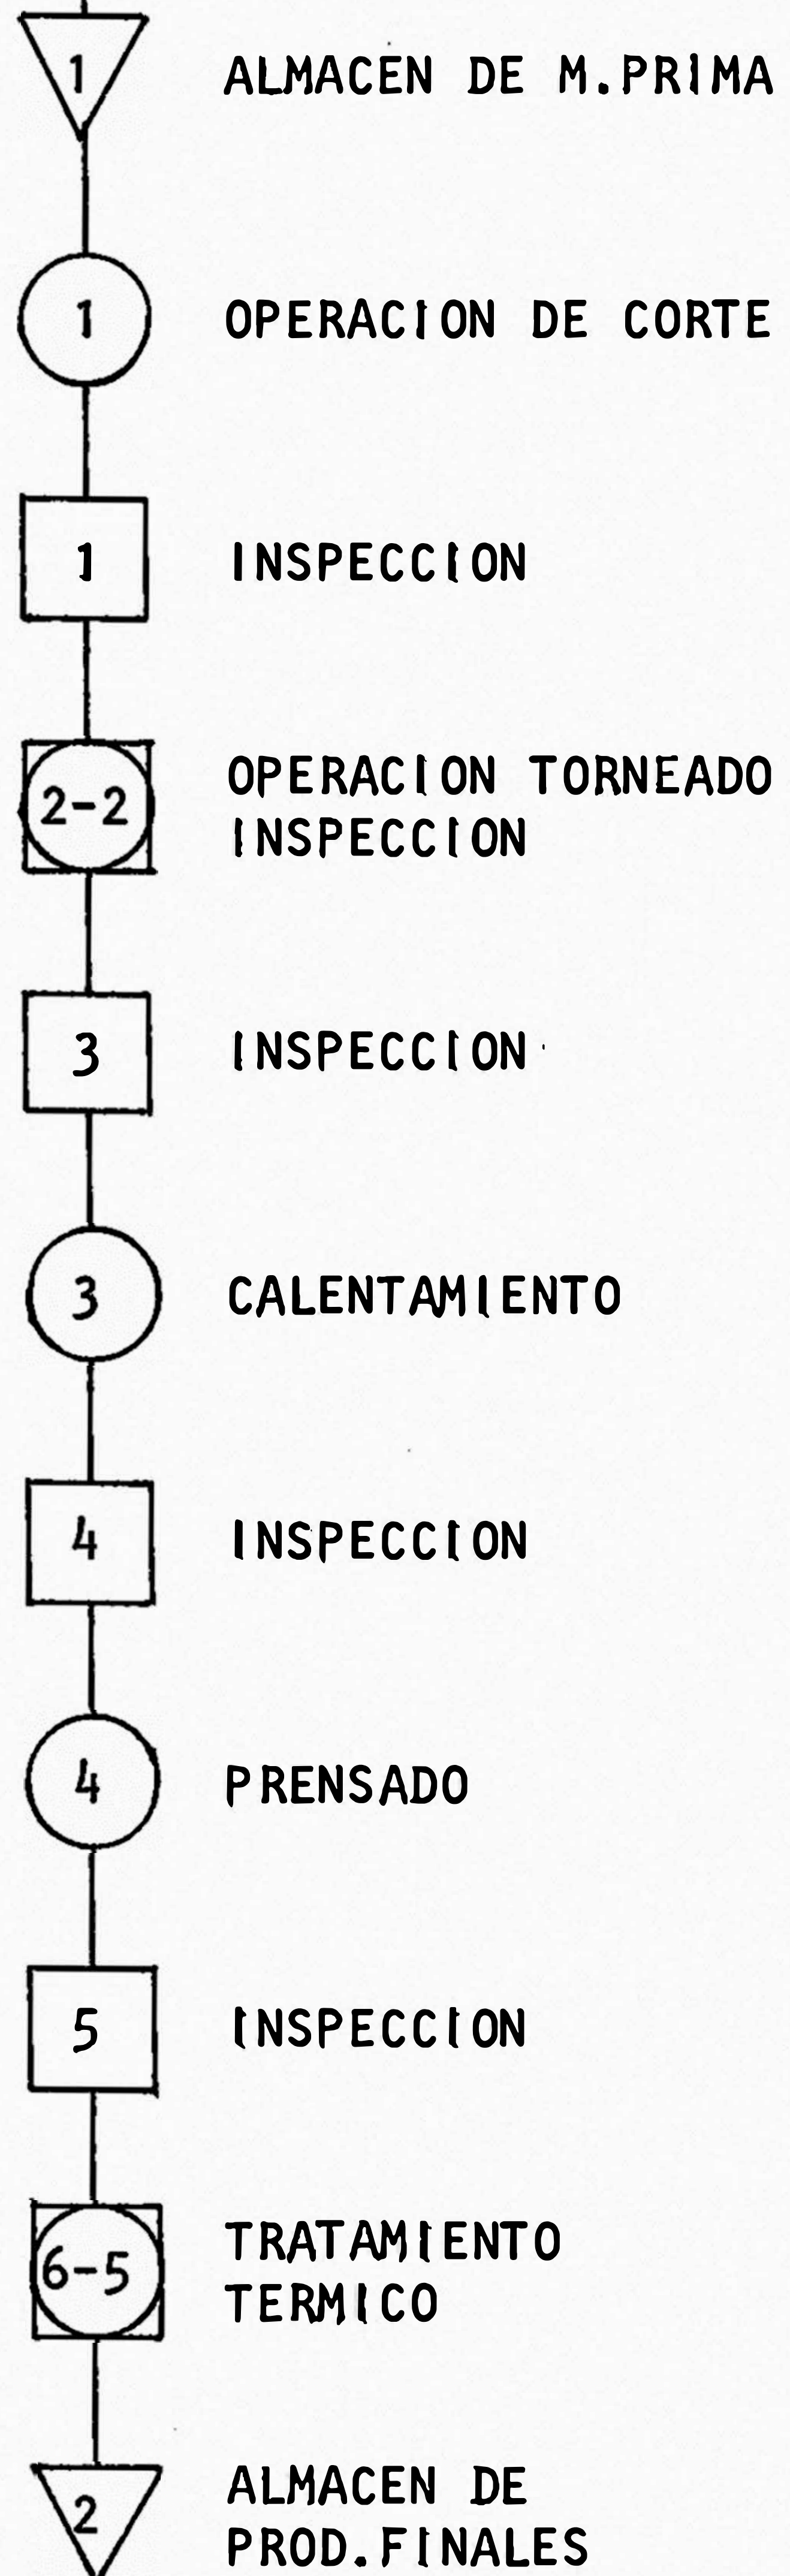 1 ALMACEN DE M.PRIMA
1 OPERACION DE CORTE
1 INSPECCION
2-2 OPERACION TORNEADO
INSPECCION
3 INSPECCION
3 CALENTAMIENTO
4 INSPECCION
4 PRENSADO
5 INSPECCION
6-5 TRATAMIENTO
TERMICO
2 ALMACEN DE
PROD.FINALES